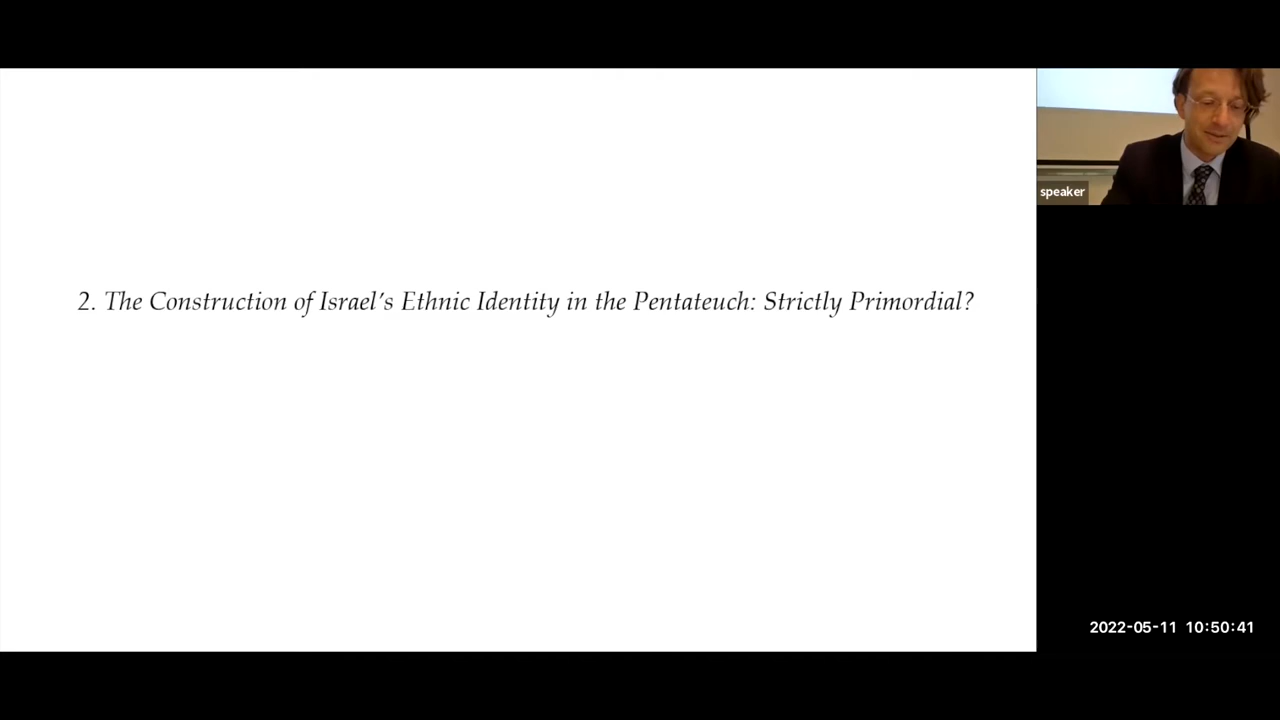 2. The Construction of Israel's Ethnic Identity in the Pentateuch: Strictly Primordial?
speaker
2022-05-11 10:50:41